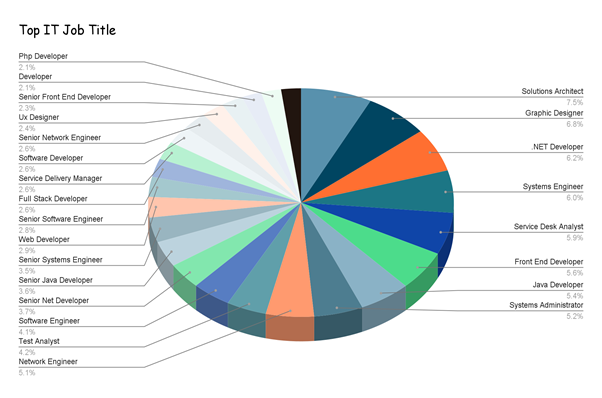 Top IT Job Title
Php Developer
2.1%
Developer
2.1%
Senior Front End Developer
2.3%
Ux Designer
2.4%
Senior Network Engineer
2.6%
Software Developer
2.6%
Service Delivery Manager
2.6%
Full Stack Developer
2.6%
Senior Software Engineer
2.8%
Web Developer
2.9%
Senior Systems Engineer
3.5%
Senior Java Developer
3.6%
Senior Net Developer
3.7%
Software Engineer
4.1%
Test Analyst
4.2%
Network Engineer
5.1%
Solutions Architect
7.5%
Graphic Designer
6.8%
.NET Developer
6.2%
Systems Engineer
6.0%
Service Desk Analyst
5.9%
Front End Developer
5.6%
Java Developer
5.4%
Systems Administrator
5.2%